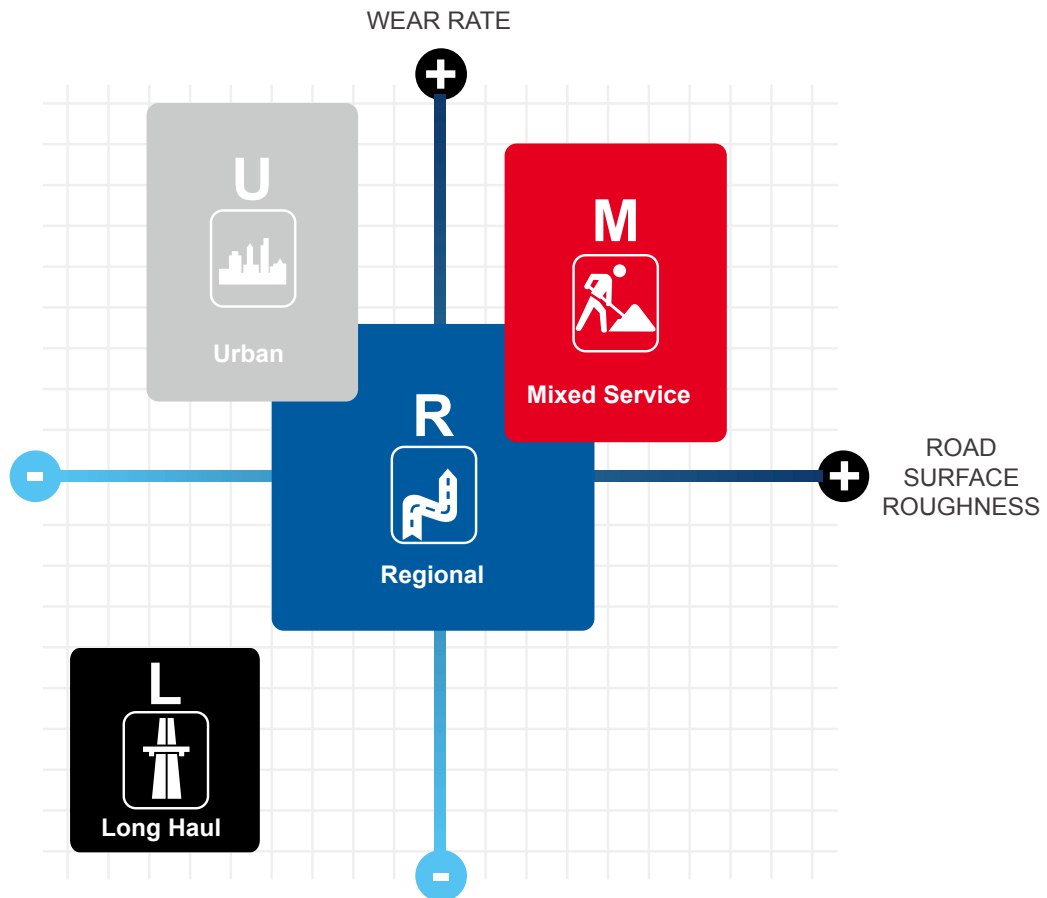 WEAR RATE
+
U
Urban
M
Mixed Service
R
Regional
-
+
ROAD
SURFACE
ROUGHNESS
L
Long Haul
-